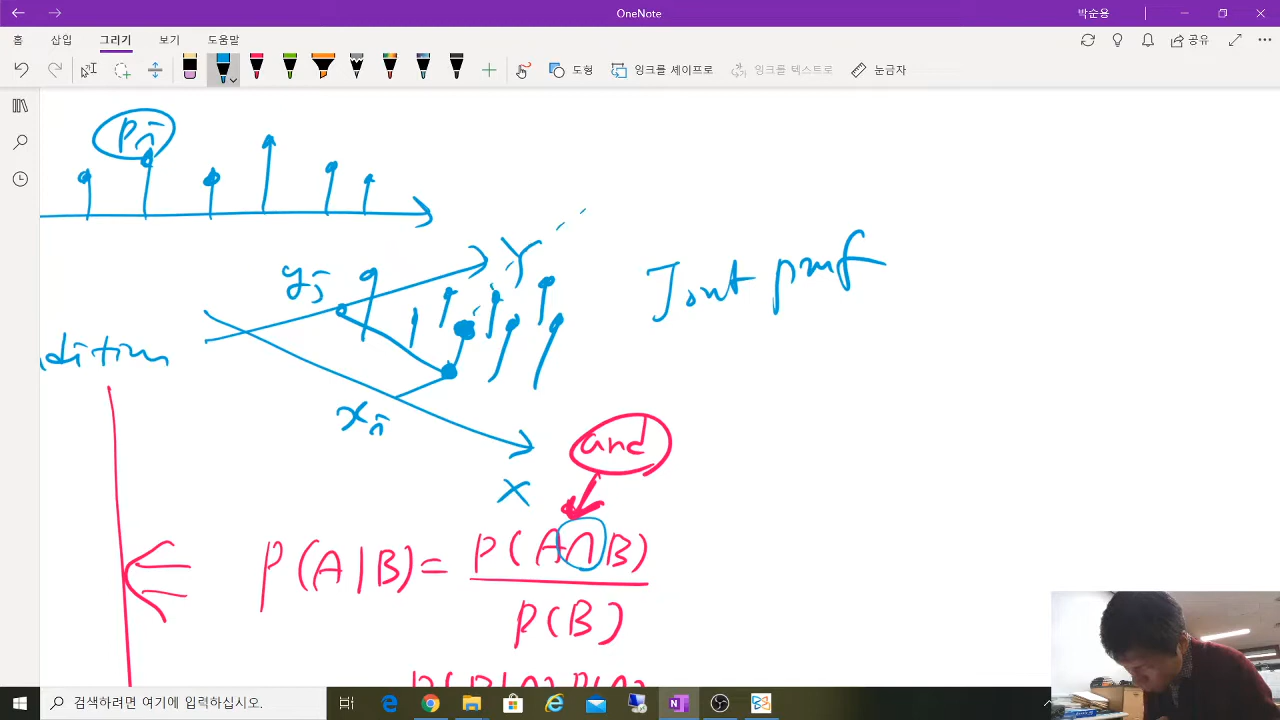 OneNote
박순용
홈 삽입 그리기 보기 도움말
공유
도형 잉크를 셰이프로 잉크를 텍스트로 눈금자
Pi
Y
yj
Joint pmf
xi
X
and
P(A|B) = P(A∩B)
P(B)
검색하려면 여기에 입력하십시오.